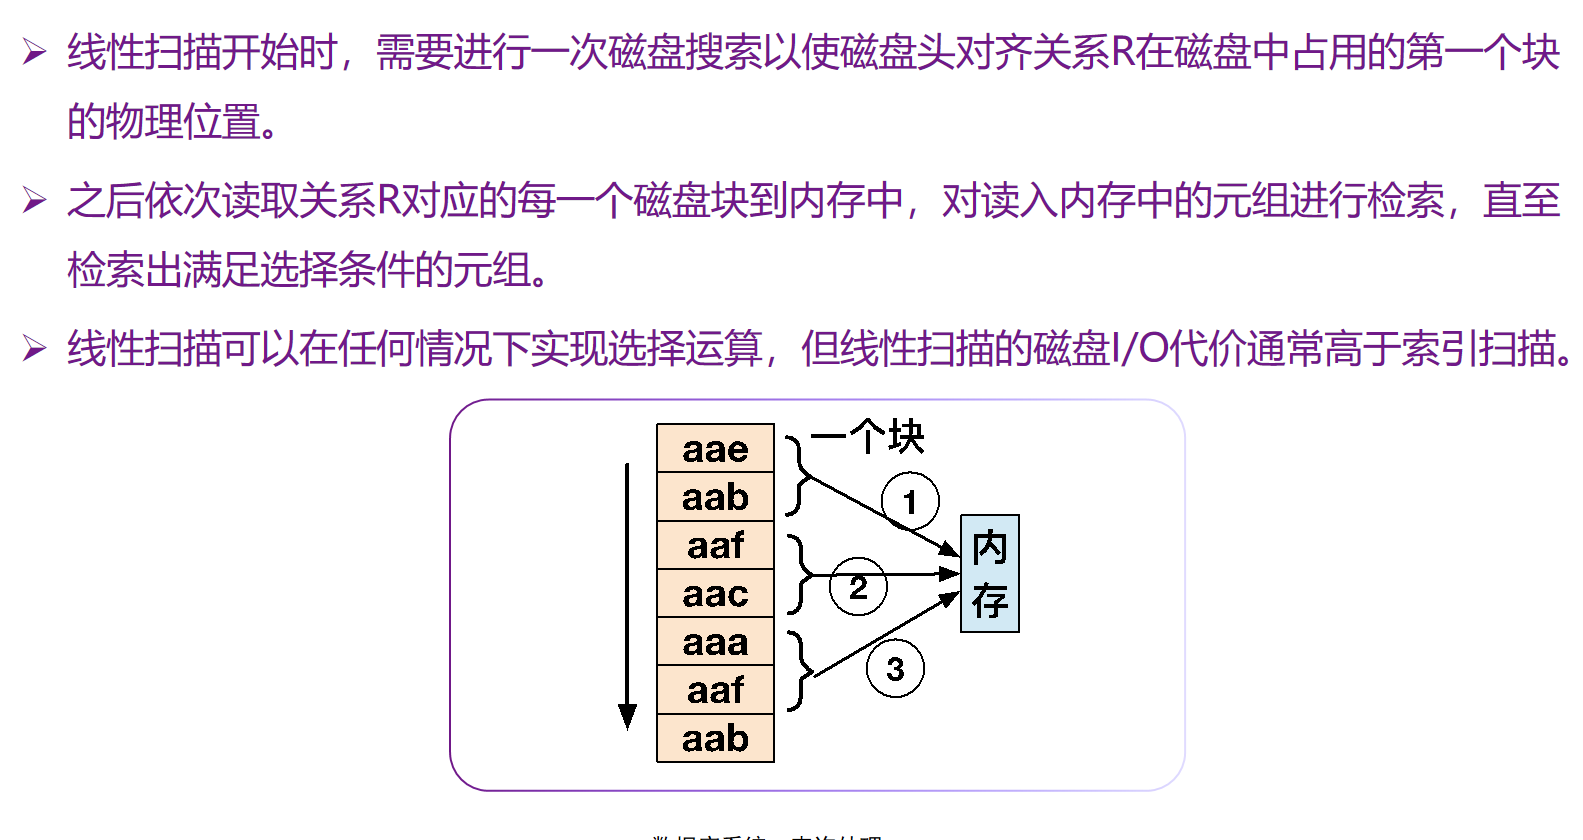 线性扫描开始时，需要进行一次磁盘搜索以使磁盘头对齐关系R在磁盘中占用的第一个块
的物理位置。
之后依次读取关系R对应的每一个磁盘块到内存中，对读入内存中的元组进行检索，直至
检索出满足选择条件的元组。
线性扫描可以在任何情况下实现选择运算，但线性扫描的磁盘I/O代价通常高于索引扫描。
一个块
aae
aab
aaf
aac
aaa
aaf
aab
1
2
3
内
存